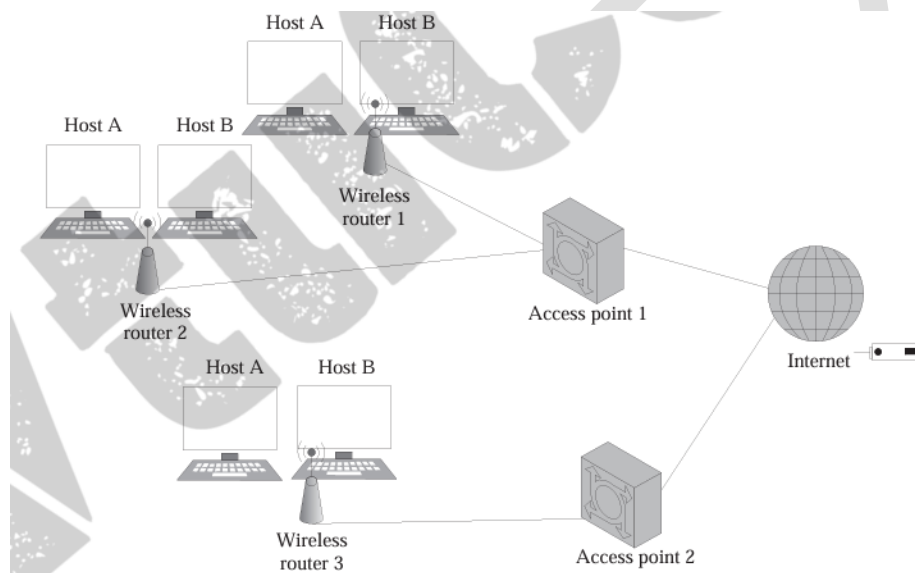 Host A
Host B
Host A
Host B
Wireless
router 1
Wireless
router 2
Access point 1
Internet
Host A
Host B
Wireless
router 3
Access point 2